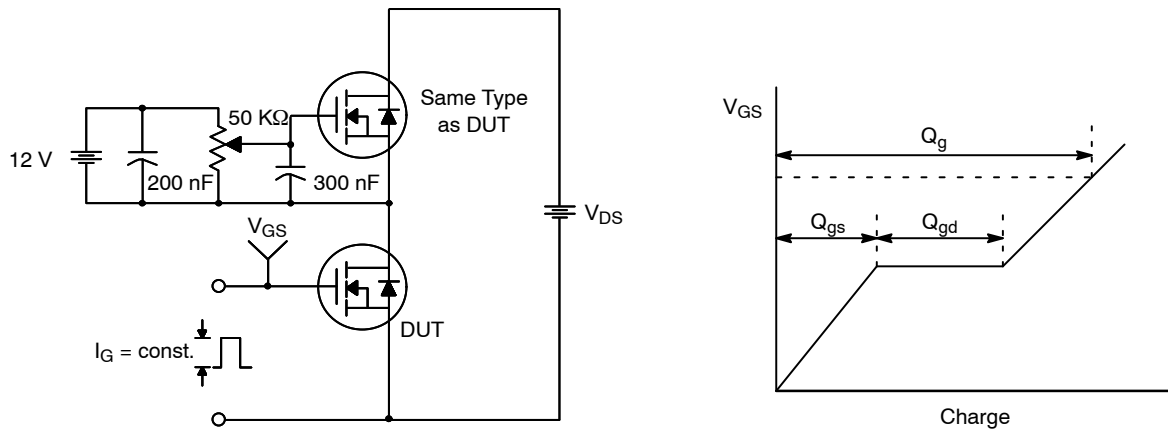 Same Type
as DUT
50 KΩ
12 V
200 nF
300 nF
V_GS
V_DS
DUT
I_G = const.
V_GS
Q_g
Q_gs
Q_gd
Charge